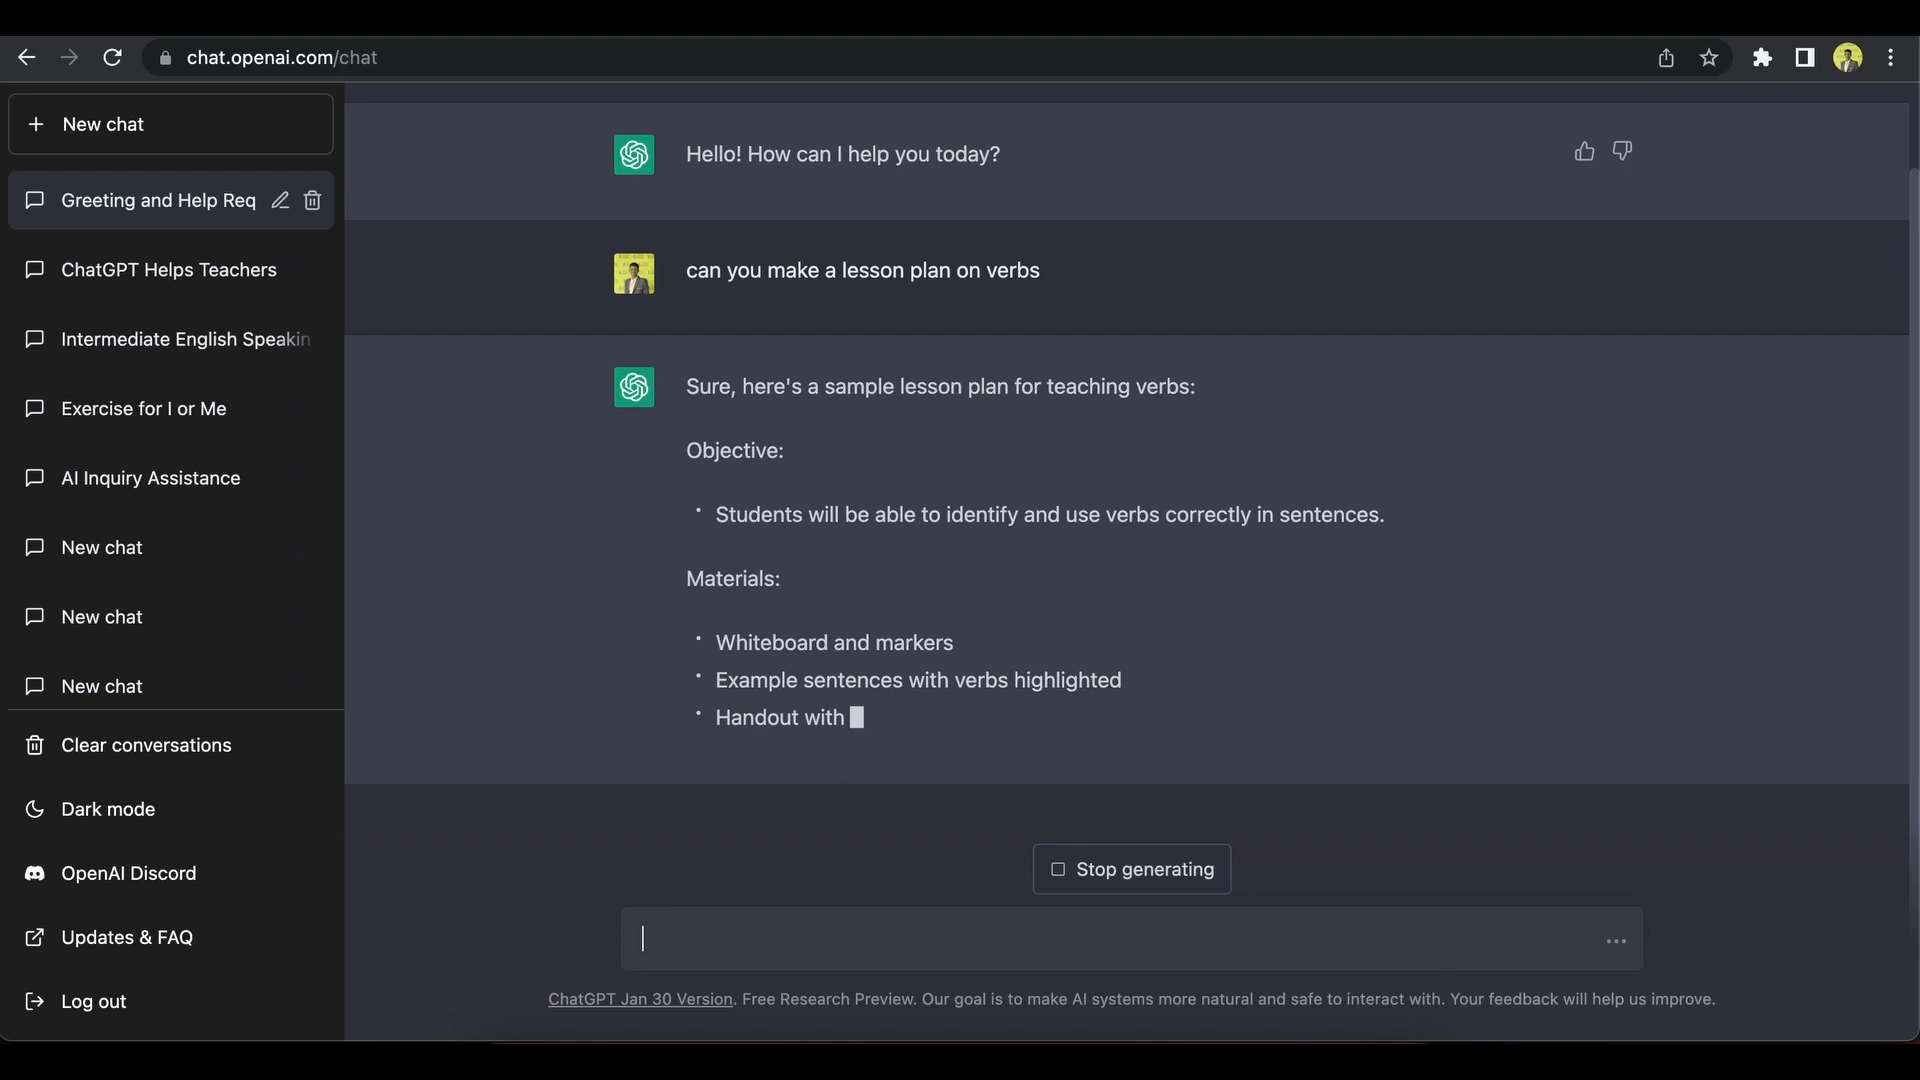 chat.openai.com/chat
New chat
Greeting and Help Req
ChatGPT Helps Teachers
Intermediate English Speakin
Exercise for I or Me
AI Inquiry Assistance
New chat
New chat
New chat
Clear conversations
Dark mode
OpenAI Discord
Updates & FAQ
Log out
Hello! How can I help you today?
can you make a lesson plan on verbs
Sure, here's a sample lesson plan for teaching verbs:
Objective:
• Students will be able to identify and use verbs correctly in sentences.
Materials:
• Whiteboard and markers
• Example sentences with verbs highlighted
• Handout with
Stop generating
ChatGPT Jan 30 Version. Free Research Preview. Our goal is to make AI systems more natural and safe to interact with. Your feedback will help us improve.